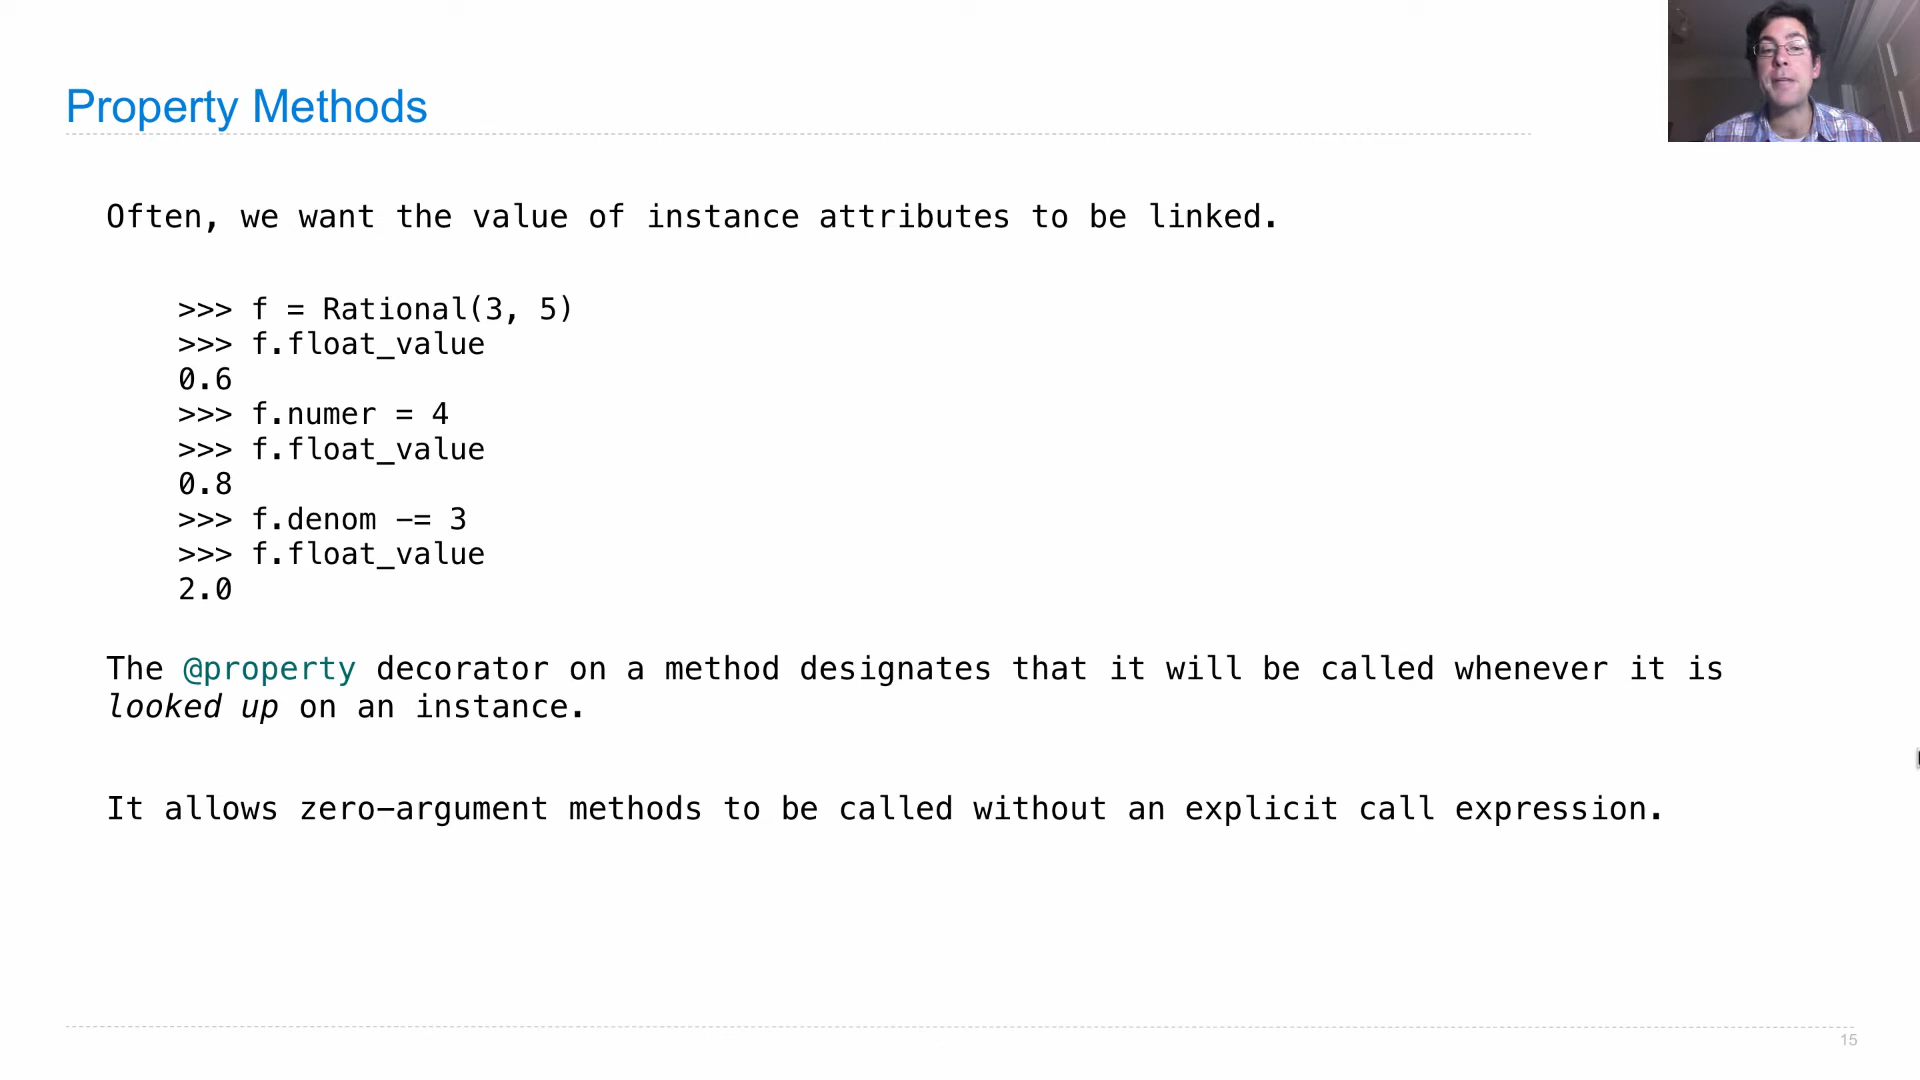 Property Methods
Often, we want the value of instance attributes to be linked.
>>> f = Rational(3, 5)
>>> f.float_value
0.6
>>> f.numer = 4
>>> f.float_value
0.8
>>> f.denom -= 3
>>> f.float_value
2.0
The @property decorator on a method designates that it will be called whenever it is
looked up on an instance.
It allows zero-argument methods to be called without an explicit call expression.
15